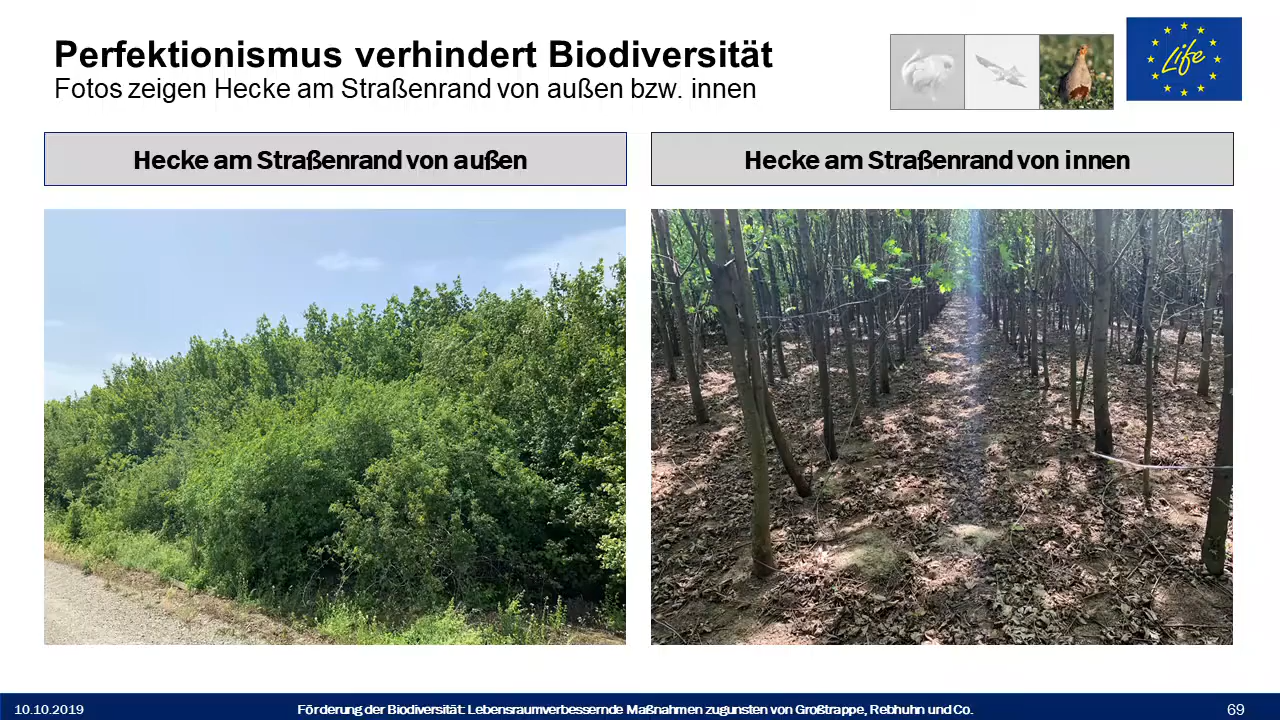 Perfektionismus verhindert Biodiversität
Fotos zeigen Hecke am Straßenrand von außen bzw. innen
Life
Hecke am Straßenrand von außen
Hecke am Straßenrand von innen
10.10.2019
Förderung der Biodiversität: Lebensraumverbessernde Maßnahmen zugunsten von Großtrappe, Rebhuhn und Co.
69